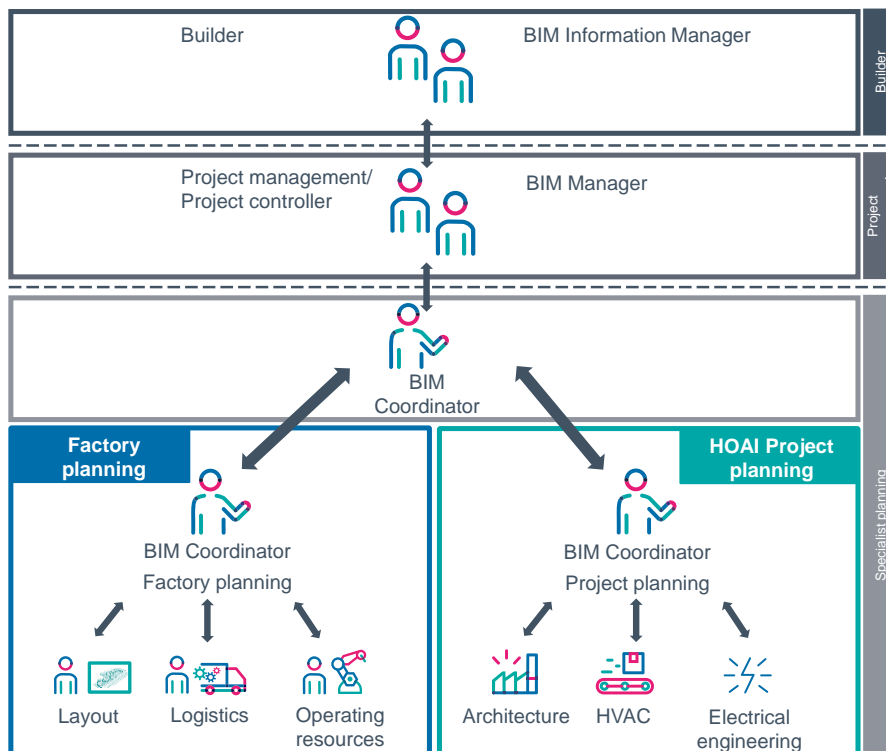 Builder
BIM Information Manager
Builder
Project management/
Project controller
BIM Manager
Project
BIM
Coordinator
Specialist planning
Factory
planning
BIM Coordinator
Factory planning
Layout
Logistics
Operating
resources
HOAI Project
planning
BIM Coordinator
Project planning
Architecture
HVAC
Electrical
engineering